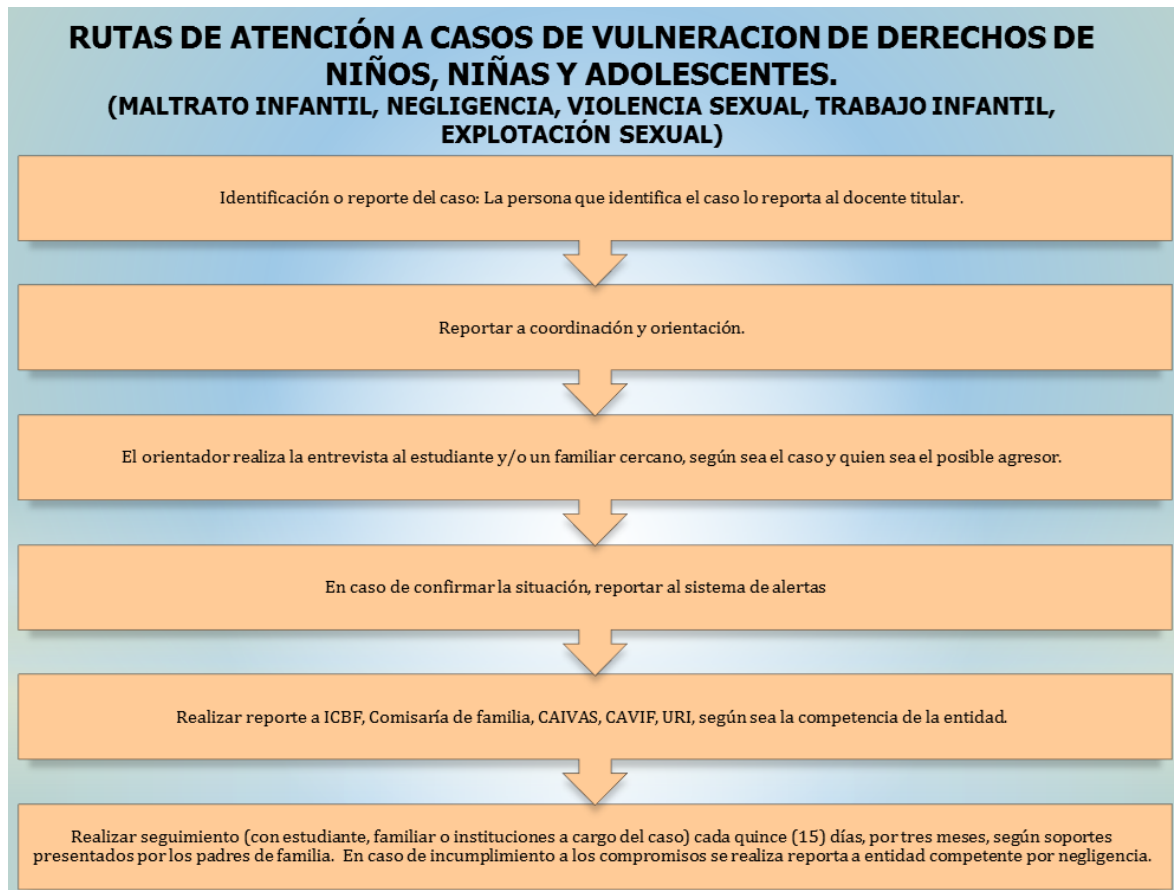 RUTAS DE ATENCIÓN A CASOS DE VULNERACION DE DERECHOS DE
NIÑOS, NIÑAS Y ADOLESCENTES.
(MALTRATO INFANTIL, NEGLIGENCIA, VIOLENCIA SEXUAL, TRABAJO INFANTIL,
EXPLOTACIÓN SEXUAL)
Identificación o reporte del caso: La persona que identifica el caso lo reporta al docente titular.
Reportar a coordinación y orientación.
El orientador realiza la entrevista al estudiante y/o un familiar cercano, según sea el caso y quien sea el posible agresor.
En caso de confirmar la situación, reportar al sistema de alertas
Realizar reporte a ICBF, Comisaría de familia, CAIVAS, CAVIF, URI, según sea la competencia de la entidad.
Realizar seguimiento (con estudiante, familiar o instituciones a cargo del caso) cada quince (15) días, por tres meses, según soportes
presentados por los padres de familia. En caso de incumplimiento a los compromisos se realiza reporta a entidad competente por negligencia.